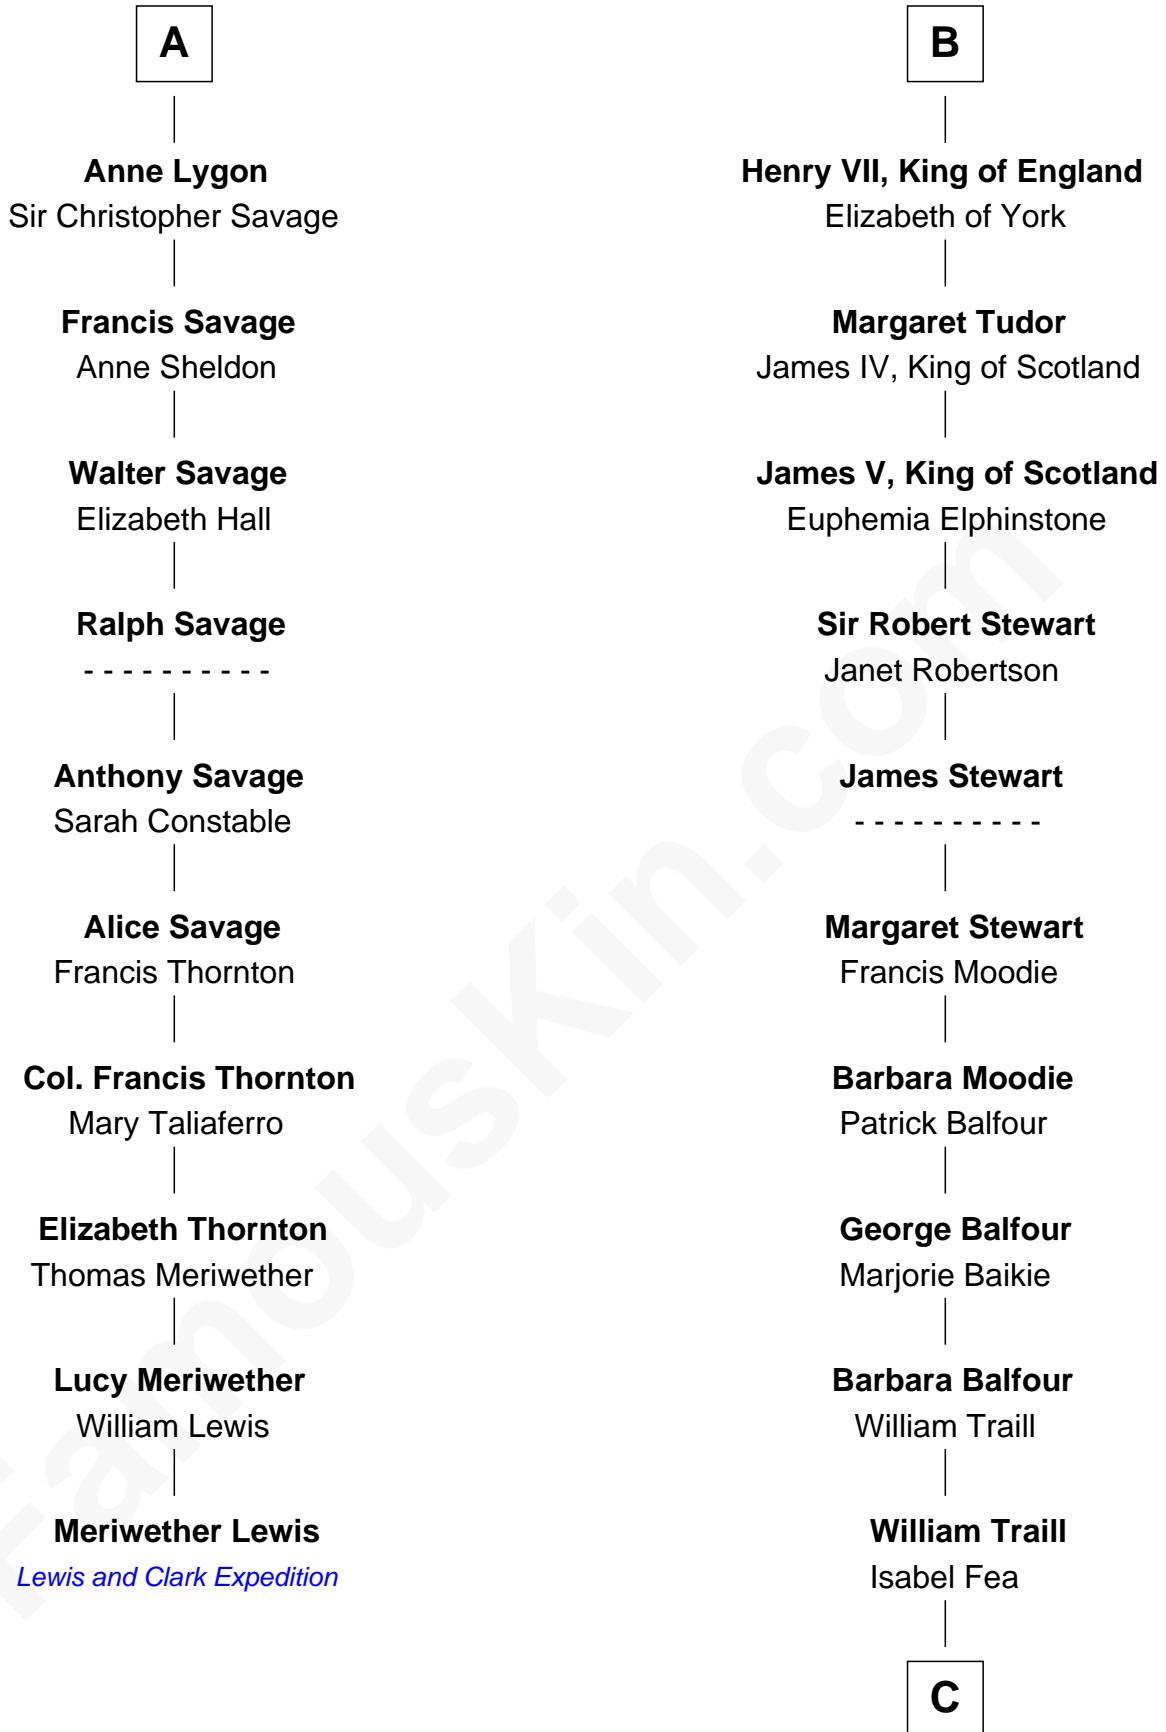 A
Anne Lygon
Sir Christopher Savage
Francis Savage
Anne Sheldon
Walter Savage
Elizabeth Hall
Ralph Savage
- - - - - - - - - -
Anthony Savage
Sarah Constable
Alice Savage
Francis Thornton
Col. Francis Thornton
Mary Taliaferro
Elizabeth Thornton
Thomas Meriwether
Lucy Meriwether
William Lewis
Meriwether Lewis
Lewis and Clark Expedition
B
Henry VII, King of England
Elizabeth of York
Margaret Tudor
James IV, King of Scotland
James V, King of Scotland
Euphemia Elphinstone
Sir Robert Stewart
Janet Robertson
James Stewart
- - - - - - - - - -
Margaret Stewart
Francis Moodie
Barbara Moodie
Patrick Balfour
George Balfour
Marjorie Baikie
Barbara Balfour
William Traill
William Traill
Isabel Fea
C
FamousKin.com